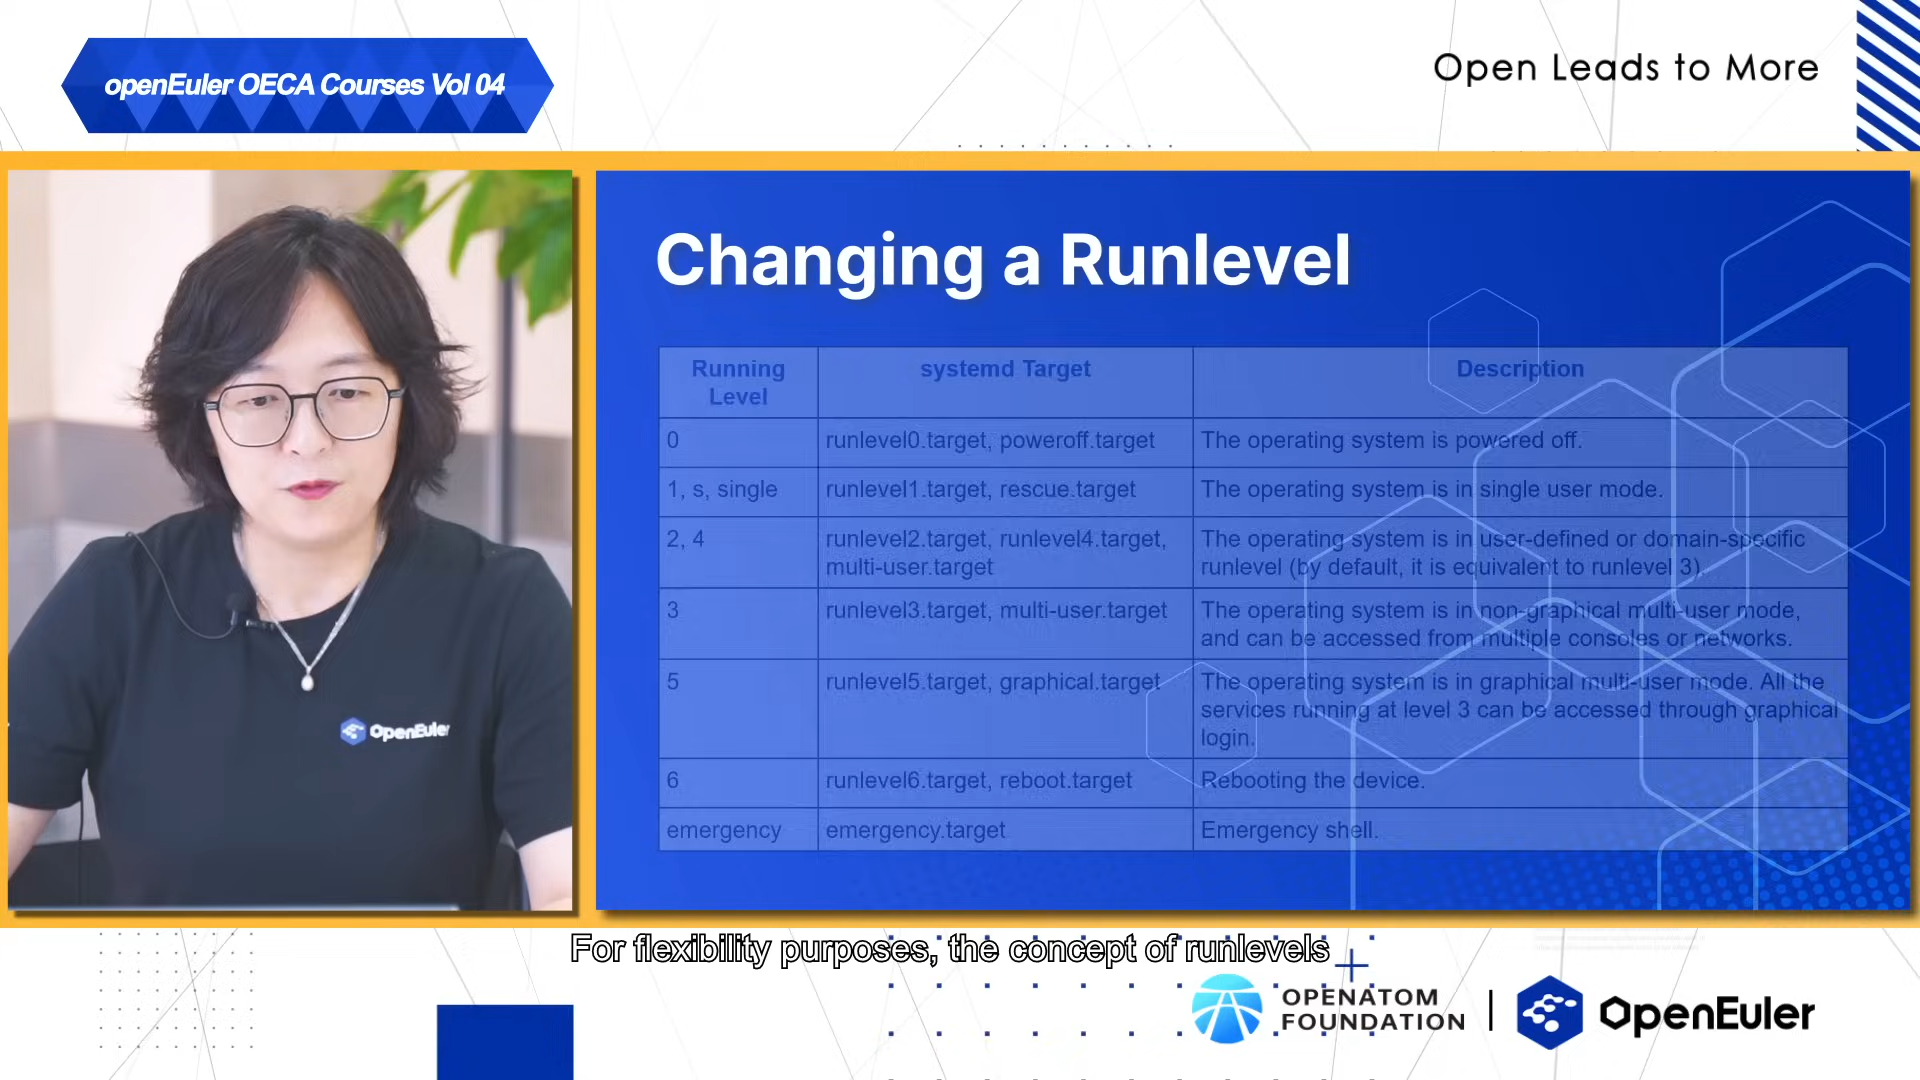 openEuler OECA Courses Vol 04
Open Leads to More
Changing a Runlevel
Running
Level
systemd Target
Description
0
runlevel0.target, poweroff.target
The operating system is powered off.
1, s, single
runlevel1.target, rescue.target
The operating system is in single user mode.
2, 4
runlevel2.target, runlevel4.target,
multi-user.target
The operating system is in user-defined or domain-specific
runlevel (by default, it is equivalent to runlevel 3).
3
runlevel3.target, multi-user.target
The operating system is in non-graphical multi-user mode,
and can be accessed from multiple consoles or networks.
5
runlevel5.target, graphical.target
The operating system is in graphical multi-user mode. All the
services running at level 3 can be accessed through graphical
login.
6
runlevel6.target, reboot.target
Rebooting the device.
emergency
emergency.target
Emergency shell.
OpenEuler
For flexibility purposes, the concept of runlevels
OPENATOM
FOUNDATION
OpenEuler